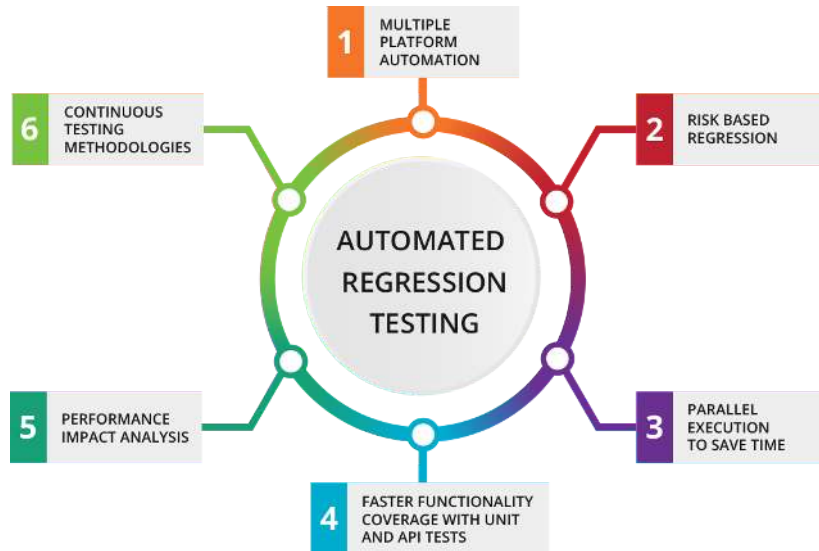 AUTOMATED
REGRESSION
TESTING
1
MULTIPLE
PLATFORM
AUTOMATION
2
RISK BASED
REGRESSION
3
PARALLEL
EXECUTION
TO SAVE TIME
4
FASTER FUNCTIONALITY
COVERAGE WITH UNIT
AND API TESTS
5
PERFORMANCE
IMPACT ANALYSIS
6
CONTINUOUS
TESTING
METHODOLOGIES